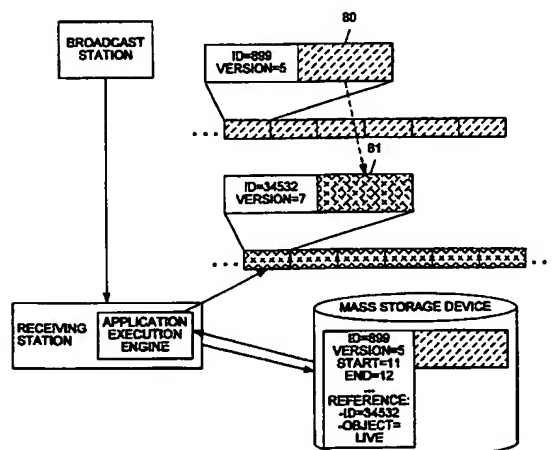 80
BROADCAST
STATION
ID=899
VERSION=5
...
81
ID=34532
VERSION=7
... ...
RECEIVING
STATION
APPLICATION
EXECUTION
ENGINE
MASS STORAGE DEVICE
ID=899
VERSION=5
START=11
END=12
...
REFERENCE:
-ID=34532
-OBJECT=
LIVE